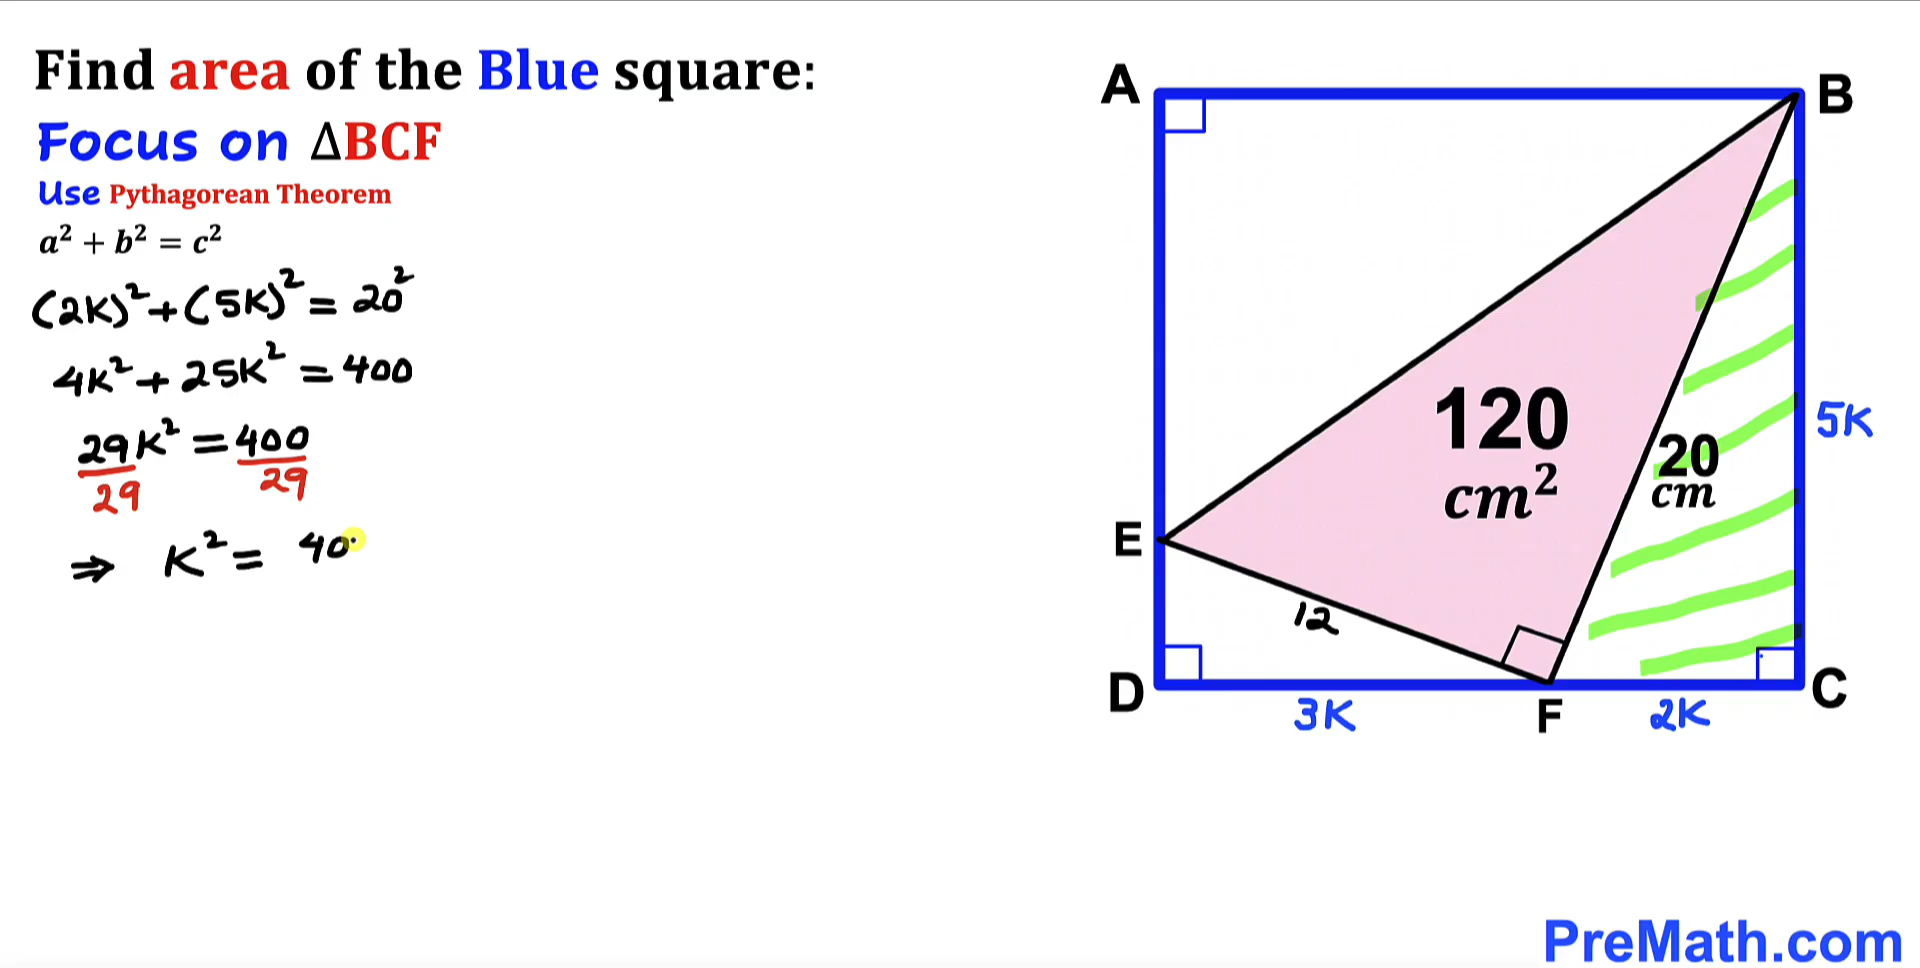 Find area of the Blue square:
Focus on ΔBCF
Use Pythagorean Theorem
a² + b² = c²
(2K)² + (5K)² = 20²
4K² + 25K² = 400
29K² = 400
29 29
⇒ K² = 40
A
B
120
cm²
20
cm
5K
E
12
D
C
3K
F
2K
PreMath.com